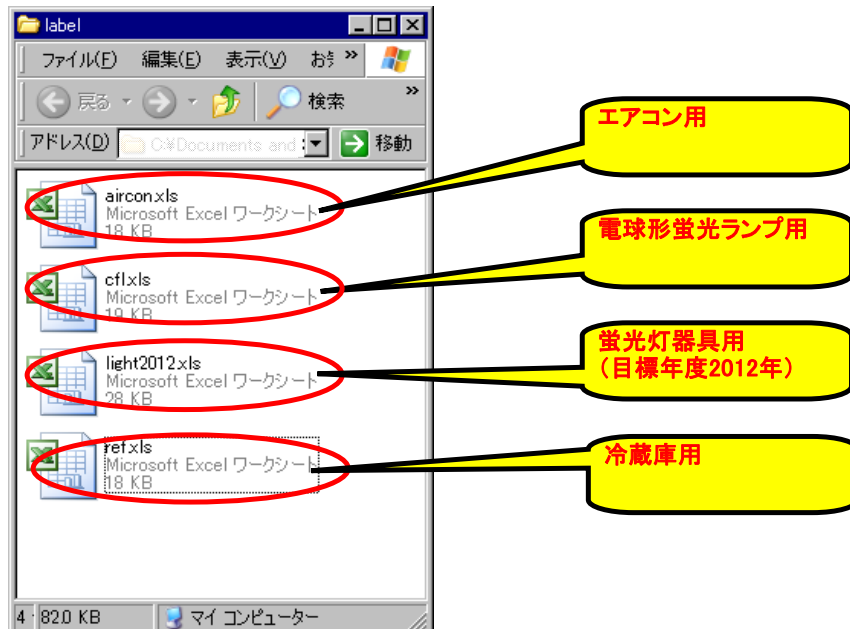 label
ファイル(F) 編集(E) 表示(V) お気 »
戻る 検索 »
アドレス(D) C:¥Documents and 移動
aircon.xls
Microsoft Excel ワークシート
18 KB
cfl.xls
Microsoft Excel ワークシート
19 KB
light2012.xls
Microsoft Excel ワークシート
28 KB
ref.xls
Microsoft Excel ワークシート
18 KB
4 82.0 KB マイ コンピューター
エアコン用
電球形蛍光ランプ用
蛍光灯器具用
(目標年度2012年)
冷蔵庫用